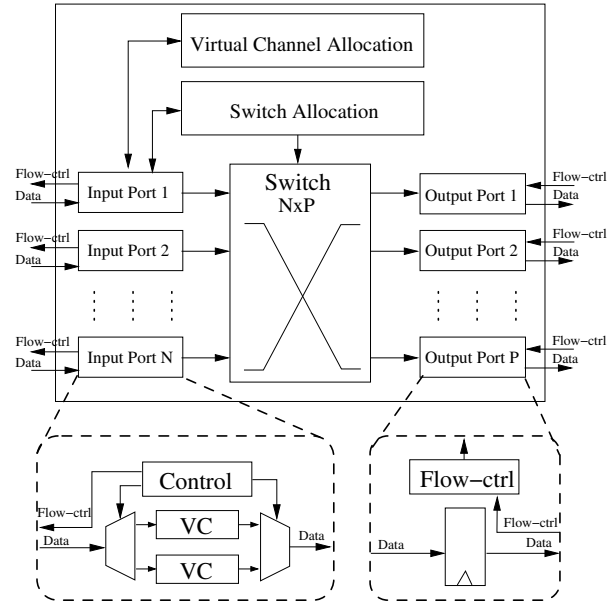 Virtual Channel Allocation
Switch Allocation
Flow-ctrl
Data
Input Port 1
Switch
NxP
Output Port 1
Flow-ctrl
Data
Flow-ctrl
Data
Input Port 2
Output Port 2
Flow-ctrl
Data
Flow-ctrl
Data
Input Port N
Output Port P
Flow-ctrl
Data
Control
Flow-ctrl
Data
VC
VC
Data
Flow-ctrl
Flow-ctrl
Data
Data